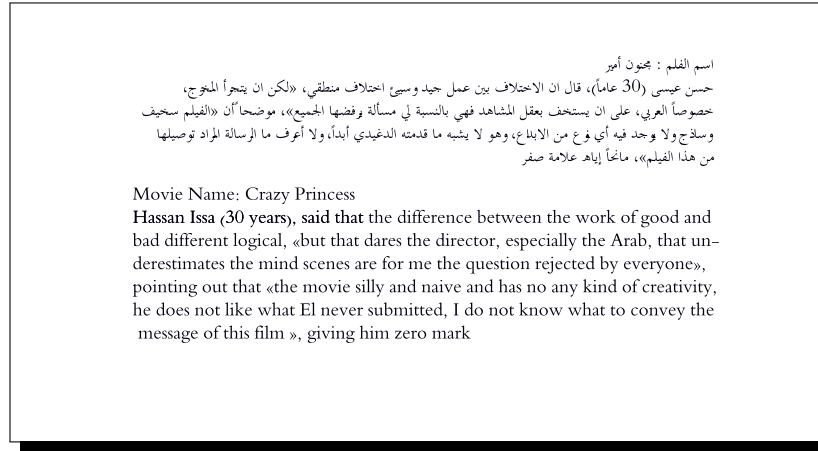 اسم الفلم : مجنون أمير
حسن عيسى (30 عاماً)، قال ان الاختلاف بين عمل جيد وسيئ اختلاف منطقي، «لكن ان يتجرأ المخرج،
خصوصاً العربي، على ان يستخف بعقل المشاهد فهي بالنسبة لي مسألة يرفضها الجميع»، موضحاً أن «الفيلم سخيف
وساذج ولا يوجد فيه أي نوع من الابداع، وهو لا يشبه ما قدمته الدغيدي أبداً، ولا أعرف ما الرسالة المراد توصيلها
من هذا الفيلم»، مانحاً إياه علامة صفر
Movie Name: Crazy Princess
Hassan Issa (30 years), said that the difference between the work of good and
bad different logical, «but that dares the director, especially the Arab, that un-
derestimates the mind scenes are for me the question rejected by everyone»,
pointing out that «the movie silly and naive and has no any kind of creativity,
he does not like what El never submitted, I do not know what to convey the
message of this film », giving him zero mark